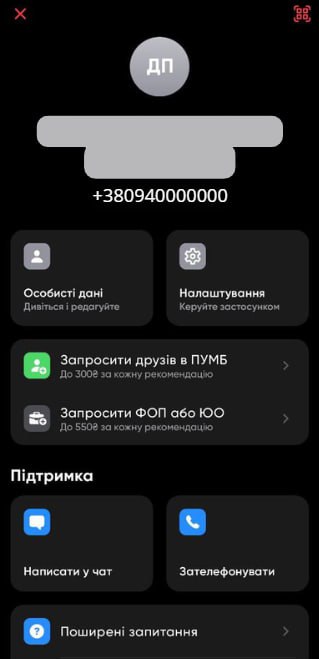 ДП
+380940000000
Особисті дані
Дивіться і редагуйте
Налаштування
Керуйте застосунком
Запросити друзів в ПУМБ
До 300₴ за кожну рекомендацію
Запросити ФОП або ЮО
До 550₴ за кожну рекомендацію
Підтримка
Написати у чат
Зателефонувати
Поширені запитання